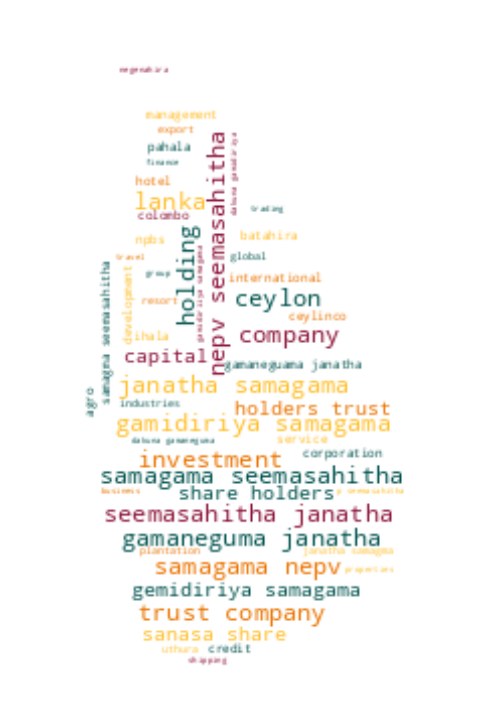 negenahira
management
export
pahala
finance
nepv seemasahitha
dakuna gamidiriya
hotel
lanka
colombo
trading
holding
npbs
batahira
gamidiriya samagama
travel
global
samagma seemasahitha
development
group
international
resort
ceylon
ceylinco
ihala
company
capital
gamaneguama janatha
janatha samagama
agro
industries
holders trust
gamidiriya samagama
dakuna gamaneguma
service
investment
corporation
samagama seemasahitha
business
share holders
p seemasahitha
seemasahitha janatha
gamaneguma janatha
plantation
janatha samagma
samagama nepv
properties
gemidiriya samagama
trust company
sanasa share
uthura
credit
shipping